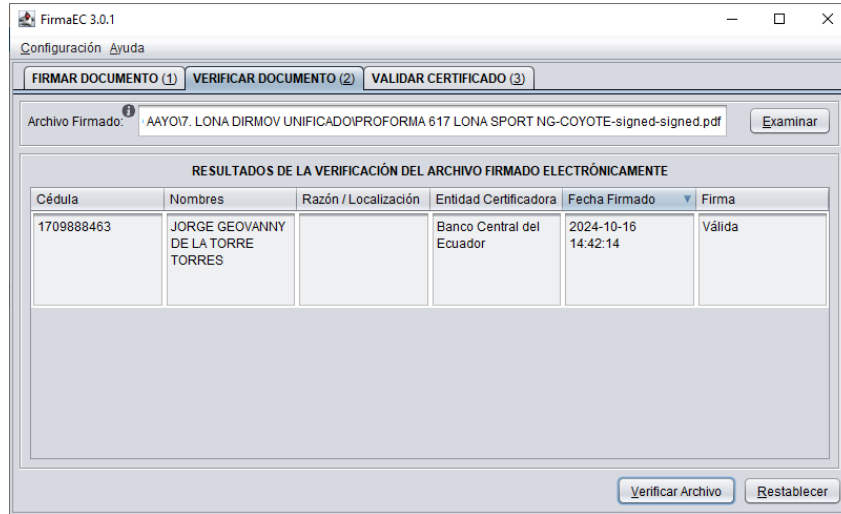 FirmaEC 3.0.1
Configuración Ayuda
FIRMAR DOCUMENTO (1) VERIFICAR DOCUMENTO (2) VALIDAR CERTIFICADO (3)
Archivo Firmado: AAYO\7. LONA DIRMOV UNIFICADO\PROFORMA 617 LONA SPORT NG-COYOTE-signed-signed.pdf Examinar
RESULTADOS DE LA VERIFICACIÓN DEL ARCHIVO FIRMADO ELECTRÓNICAMENTE
Cédula Nombres Razón / Localización Entidad Certificadora Fecha Firmado Firma
1709888463 JORGE GEOVANNY Banco Central del 2024-10-16 Válida
DE LA TORRE Ecuador 14:42:14
TORRES
Verificar Archivo Restablecer